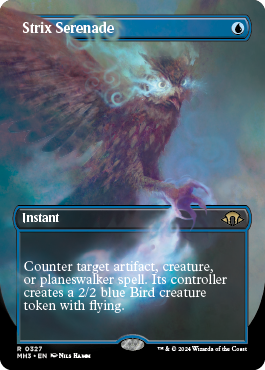 Strix Serenade
Instant
Counter target artifact, creature,
or planeswalker spell. Its controller
creates a 2/2 blue Bird creature
token with flying.
R 0327
MH3 • EN Nils Hamm
™ & © 2024 Wizards of the Coast